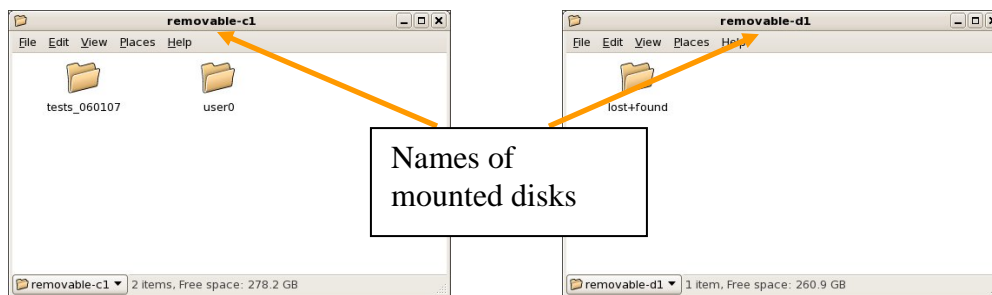 removable-c1
File Edit View Places Help
tests_060107 user0
removable-c1 2 items, Free space: 278.2 GB
Names of
mounted disks
removable-d1
File Edit View Places Help
lost+found
removable-d1 1 item, Free space: 260.9 GB